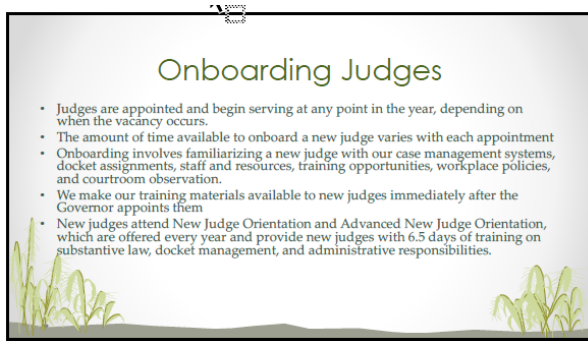 Onboarding Judges
• Judges are appointed and begin serving at any point in the year, depending on
when the vacancy occurs.
• The amount of time available to onboard a new judge varies with each appointment
• Onboarding involves familiarizing a new judge with our case management systems,
docket assignments, staff and resources, training opportunities, workplace policies,
and courtroom observation.
• We make our training materials available to new judges immediately after the
Governor appoints them
• New judges attend New Judge Orientation and Advanced New Judge Orientation,
which are offered every year and provide new judges with 6.5 days of training on
substantive law, docket management, and administrative responsibilities.